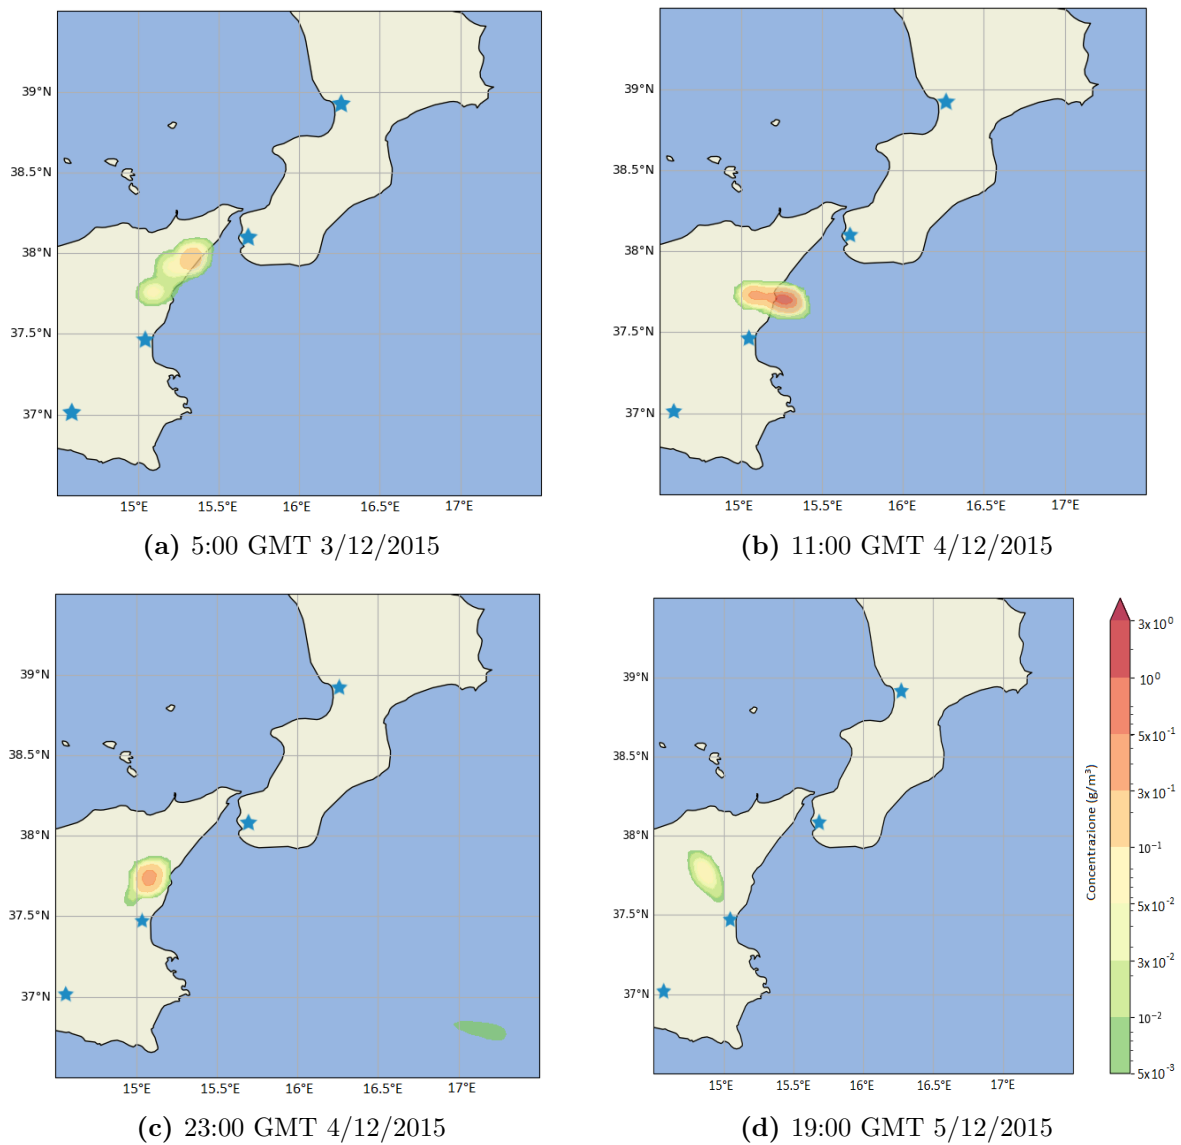 39°N
38.5°N
38°N
37.5°N
37°N
15°E
15.5°E
16°E
16.5°E
17°E
(a) 5:00 GMT 3/12/2015
39°N
38.5°N
38°N
37.5°N
37°N
15°E
15.5°E
16°E
16.5°E
17°E
(b) 11:00 GMT 4/12/2015
39°N
38.5°N
38°N
37.5°N
37°N
15°E
15.5°E
16°E
16.5°E
17°E
(c) 23:00 GMT 4/12/2015
39°N
38.5°N
38°N
37.5°N
37°N
15°E
15.5°E
16°E
16.5°E
17°E
3x10⁰
10⁰
5x10⁻¹
3x10⁻¹
10⁻¹
5x10⁻²
3x10⁻²
10⁻²
5x10⁻³
Concentrazione (g/m³)
(d) 19:00 GMT 5/12/2015